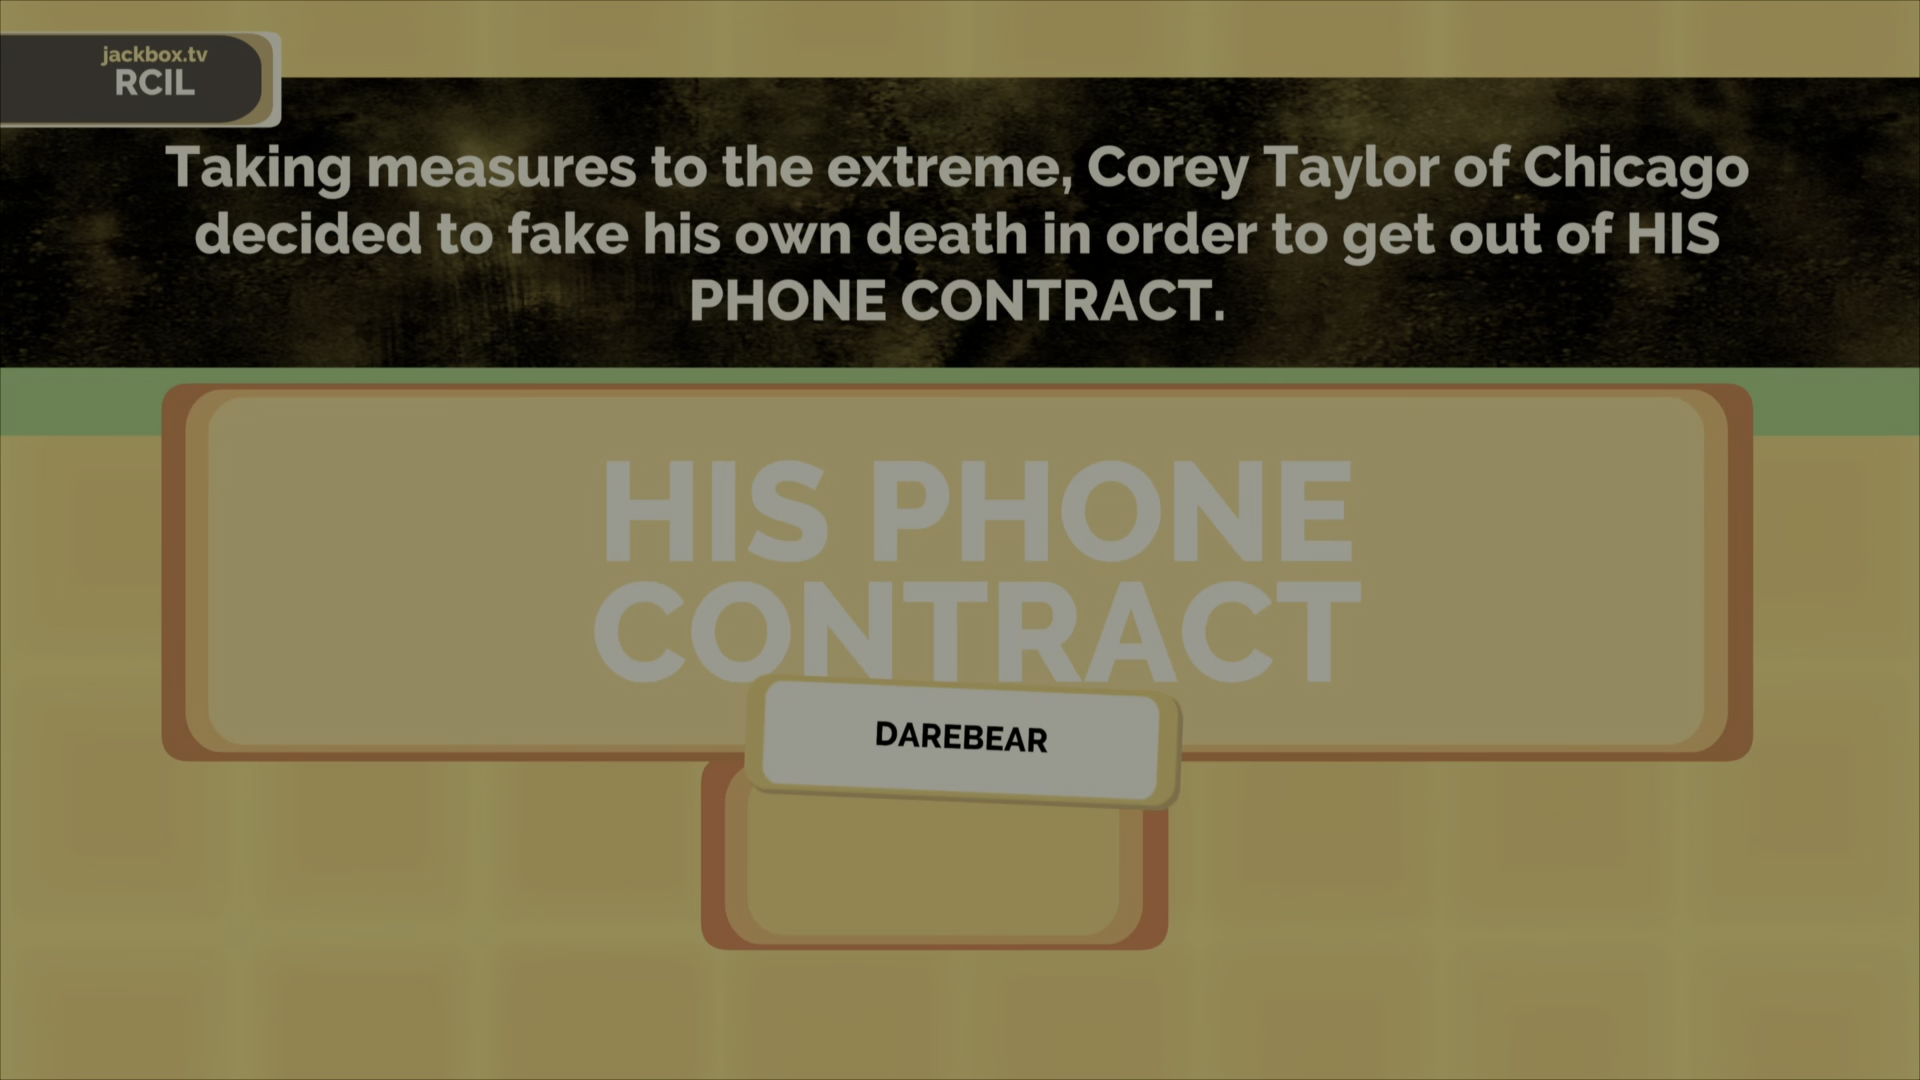 jackbox.tv
RCIL
Taking measures to the extreme, Corey Taylor of Chicago
decided to fake his own death in order to get out of HIS
PHONE CONTRACT.
HIS PHONE
CONTRACT
DAREBEAR